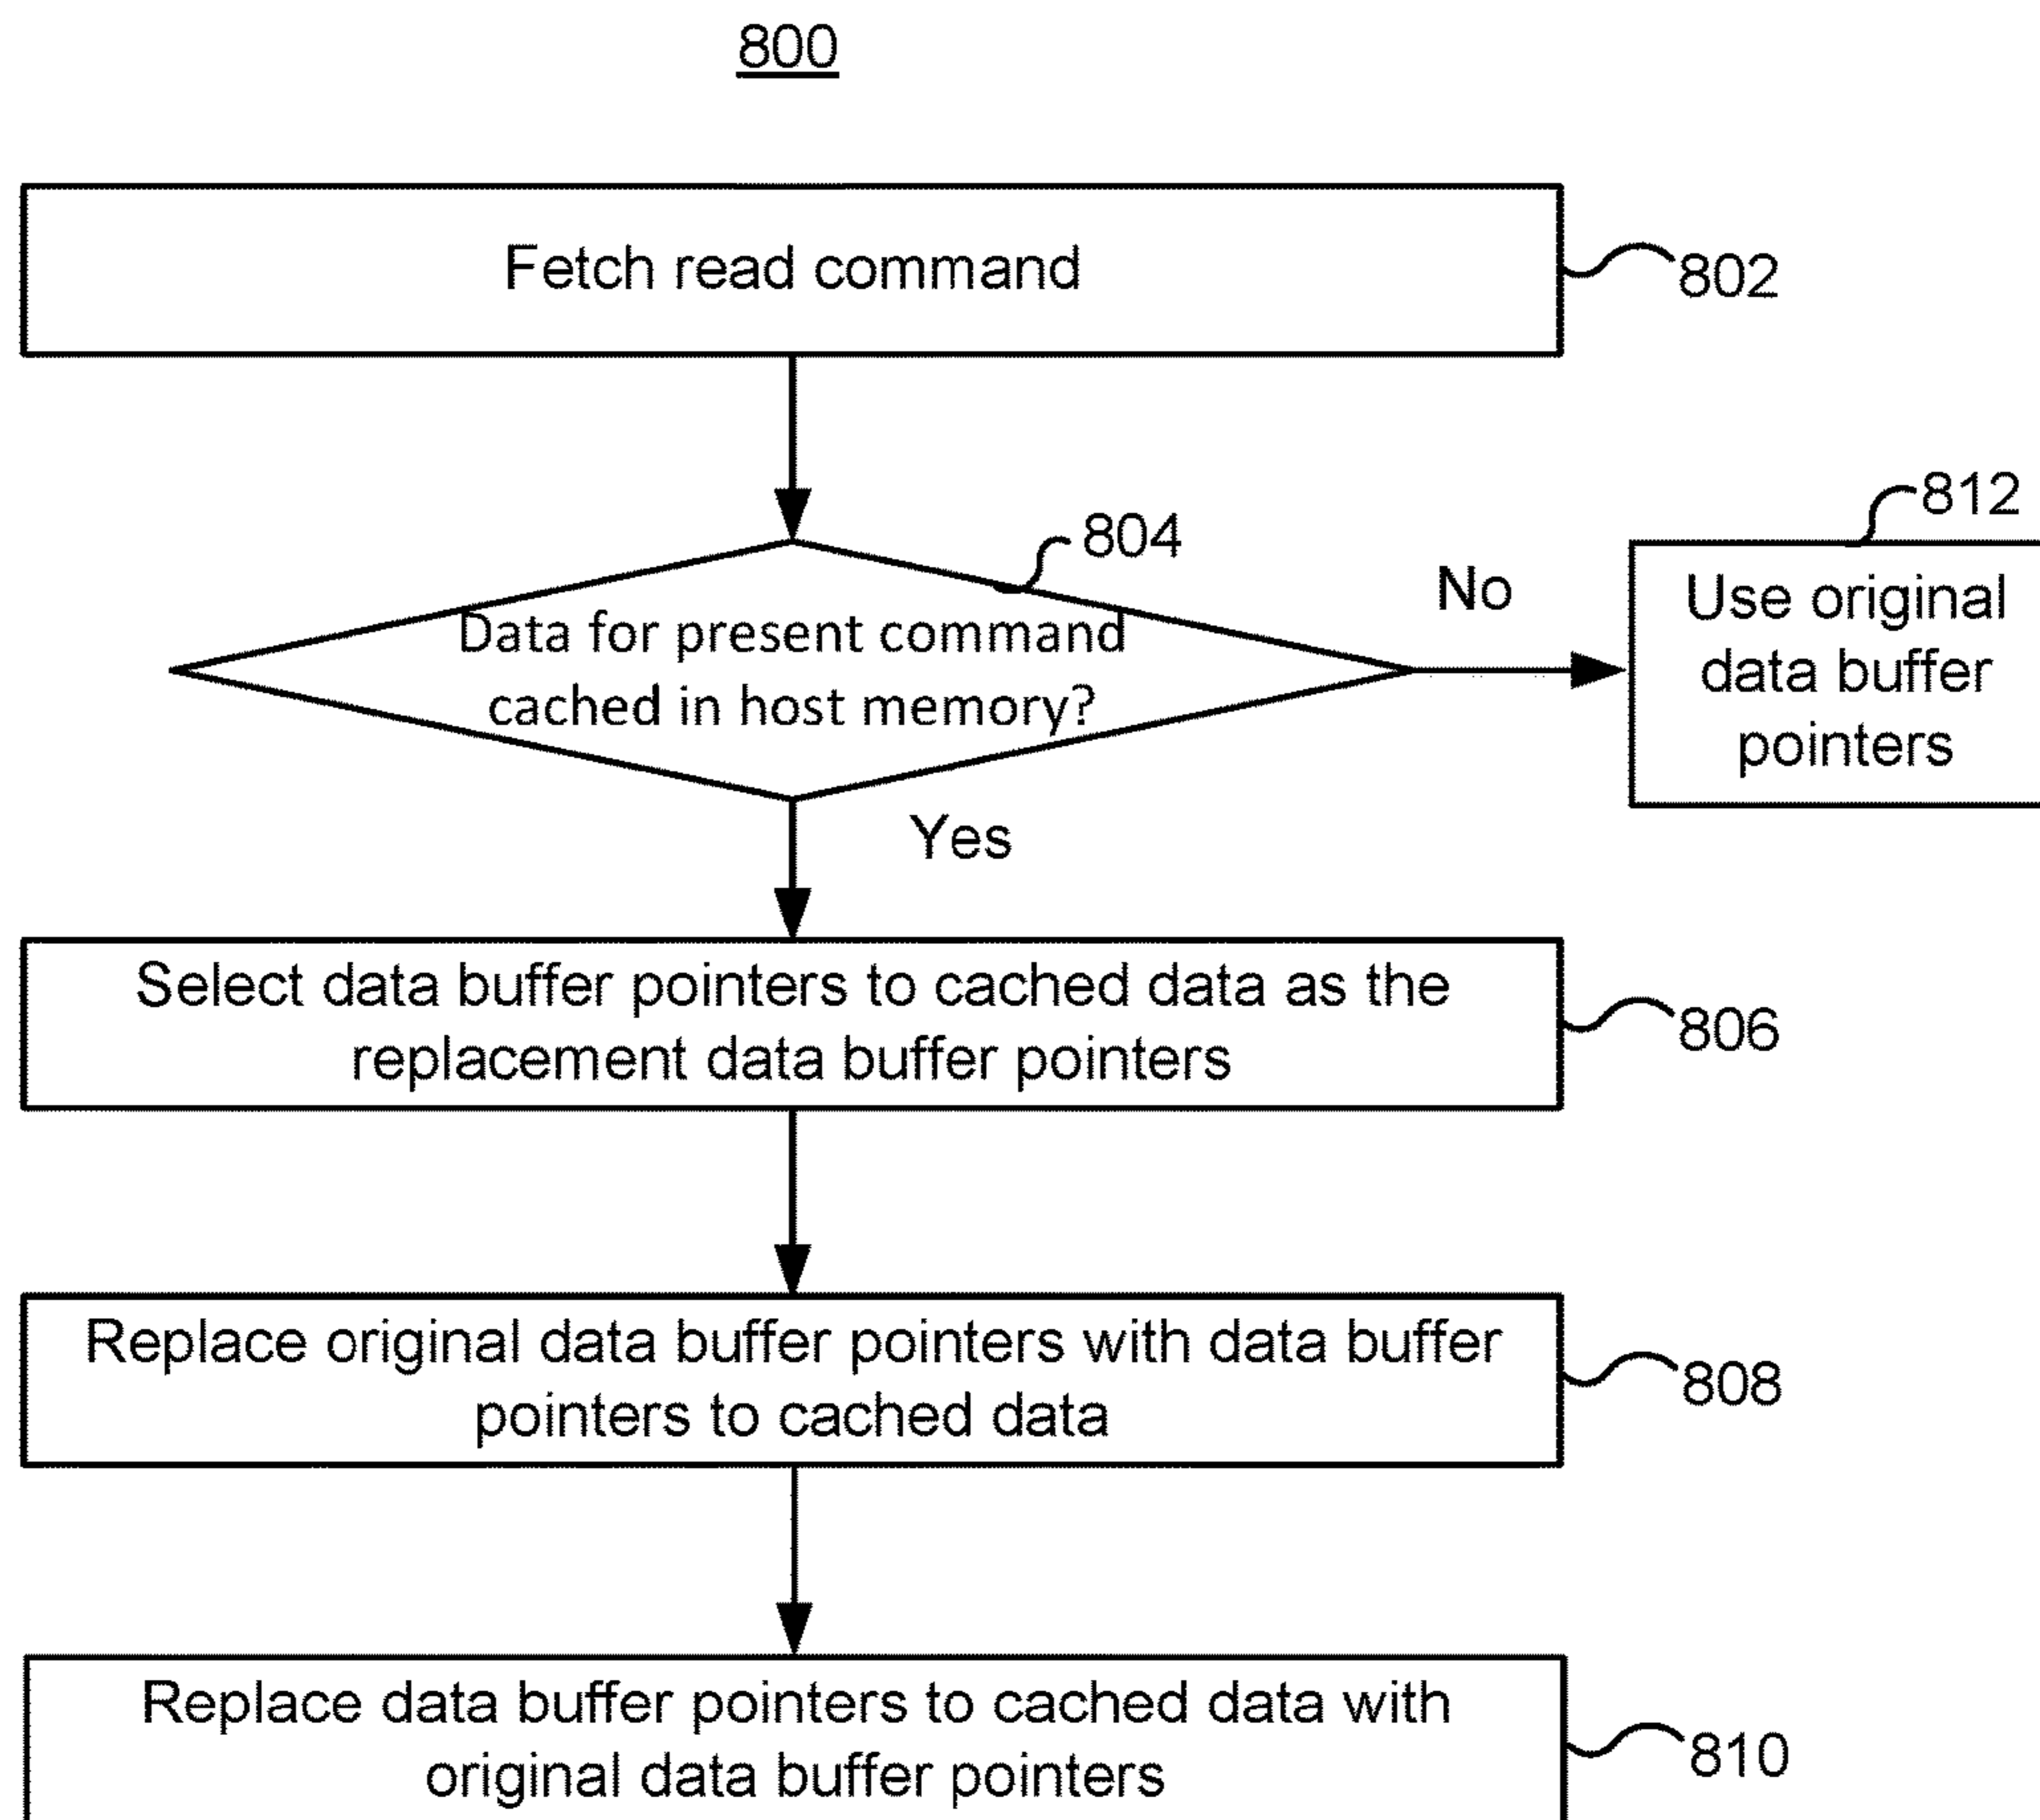 800
Fetch read command
802
804
Data for present command
cached in host memory?
No
812
Use original
data buffer
pointers
Yes
Select data buffer pointers to cached data as the
replacement data buffer pointers
806
Replace original data buffer pointers with data buffer
pointers to cached data
808
Replace data buffer pointers to cached data with
original data buffer pointers
810